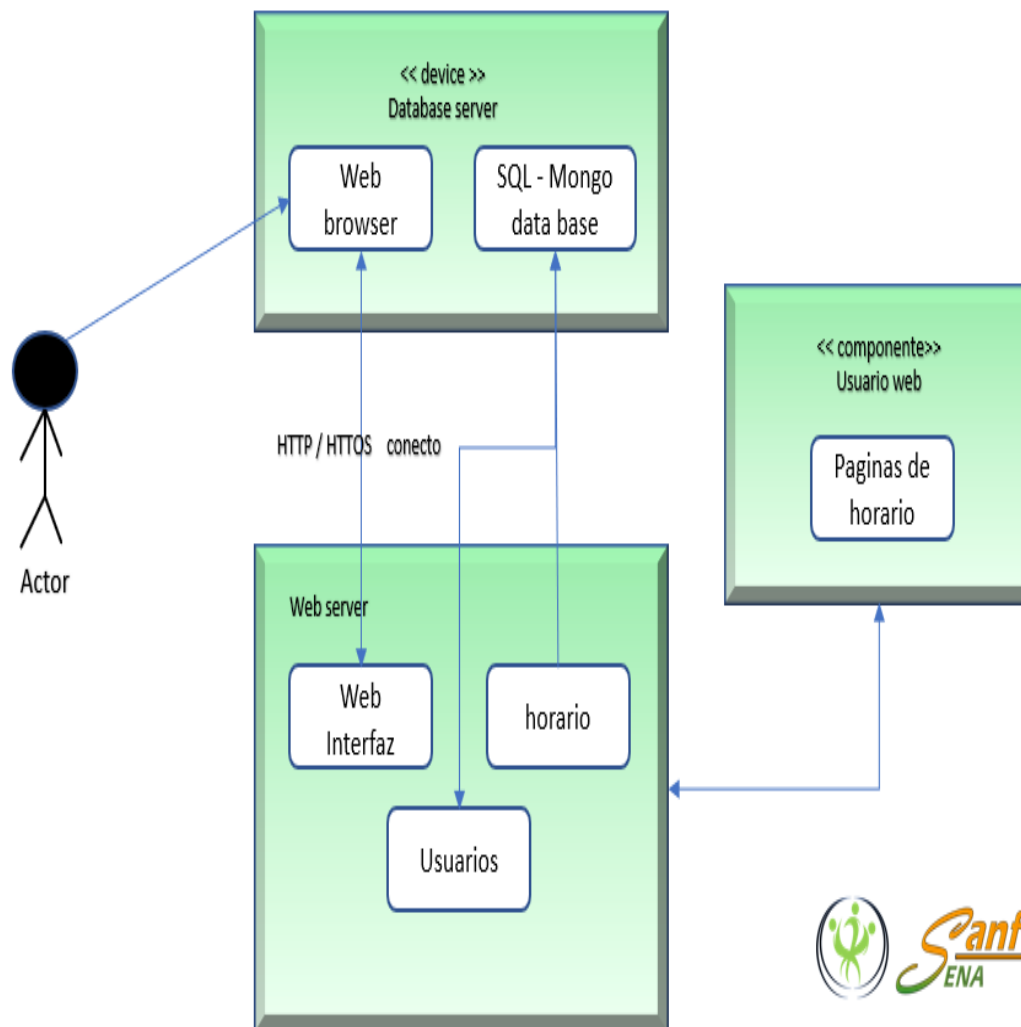 << device >>
Database server
Web
browser
SQL - Mongo
data base
<< componente>>
Usuario web
Paginas de
horario
HTTP / HTTOS conecto
Actor
Web server
Web
Interfaz
horario
Usuarios
SENA